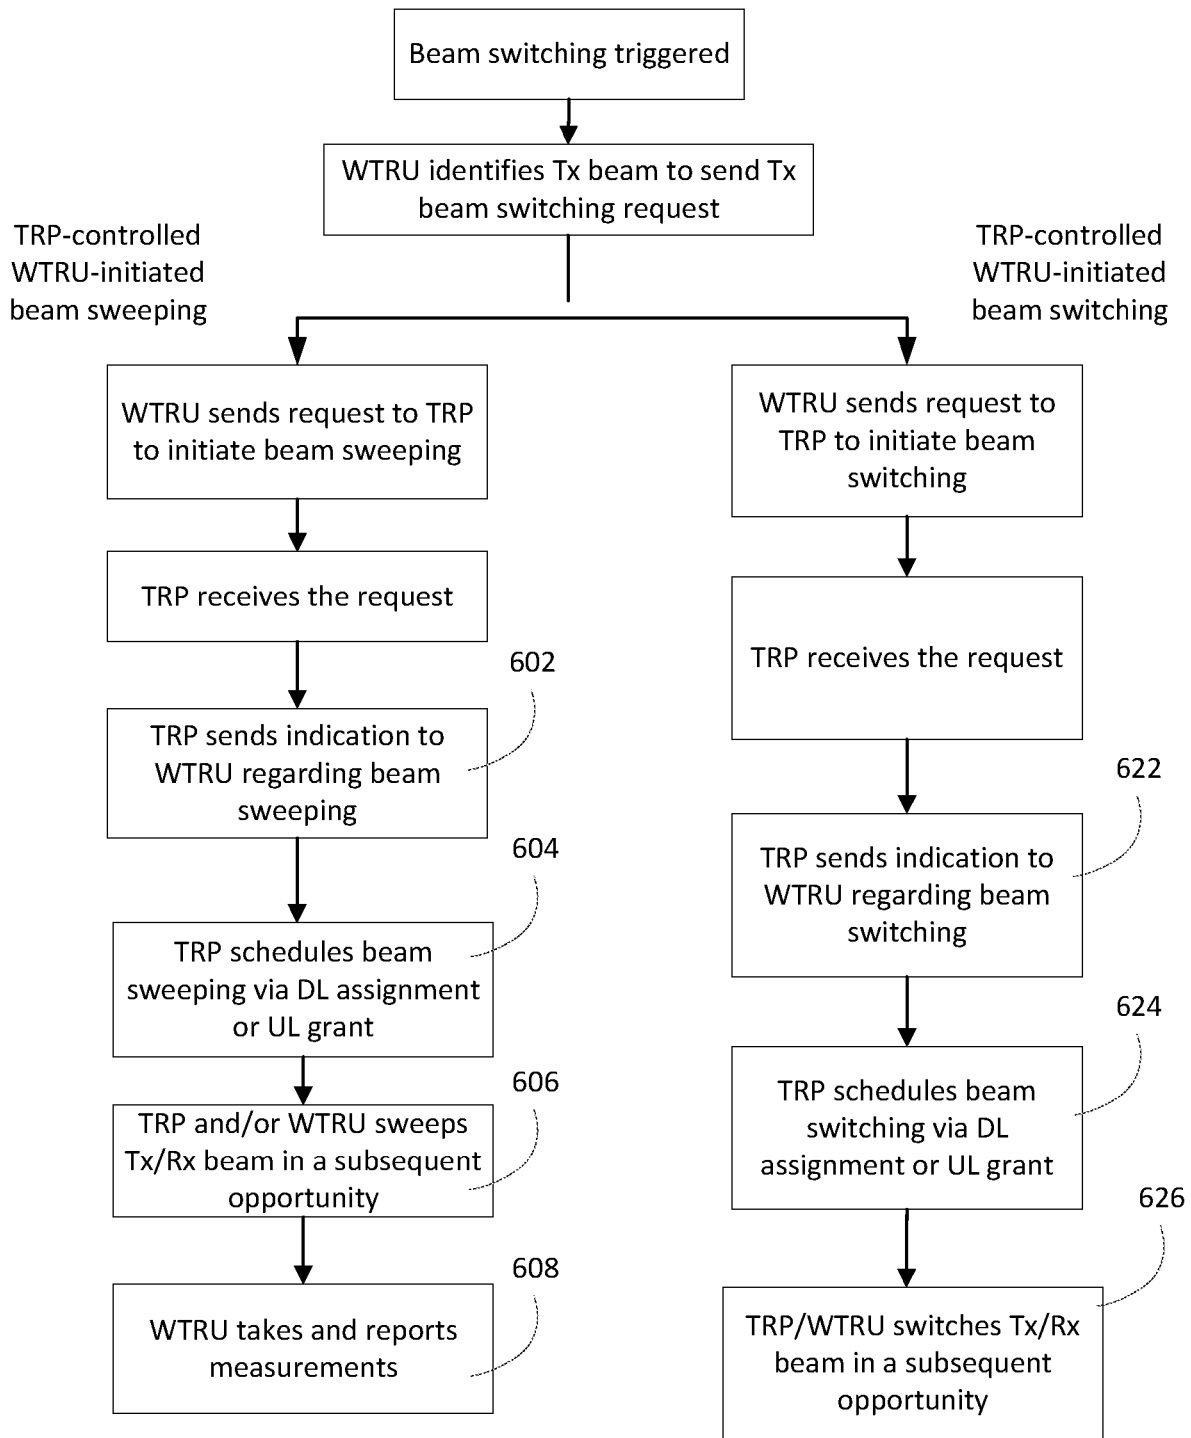 Beam switching triggered
WTRU identifies Tx beam to send Tx
beam switching request
TRP-controlled
WTRU-initiated
beam sweeping
TRP-controlled
WTRU-initiated
beam switching
WTRU sends request to TRP
to initiate beam sweeping
TRP receives the request
602
TRP sends indication to
WTRU regarding beam
sweeping
604
TRP schedules beam
sweeping via DL assignment
or UL grant
606
TRP and/or WTRU sweeps
Tx/Rx beam in a subsequent
opportunity
608
WTRU takes and reports
measurements
WTRU sends request to
TRP to initiate beam
switching
TRP receives the request
622
TRP sends indication to
WTRU regarding beam
switching
624
TRP schedules beam
switching via DL
assignment or UL grant
626
TRP/WTRU switches Tx/Rx
beam in a subsequent
opportunity